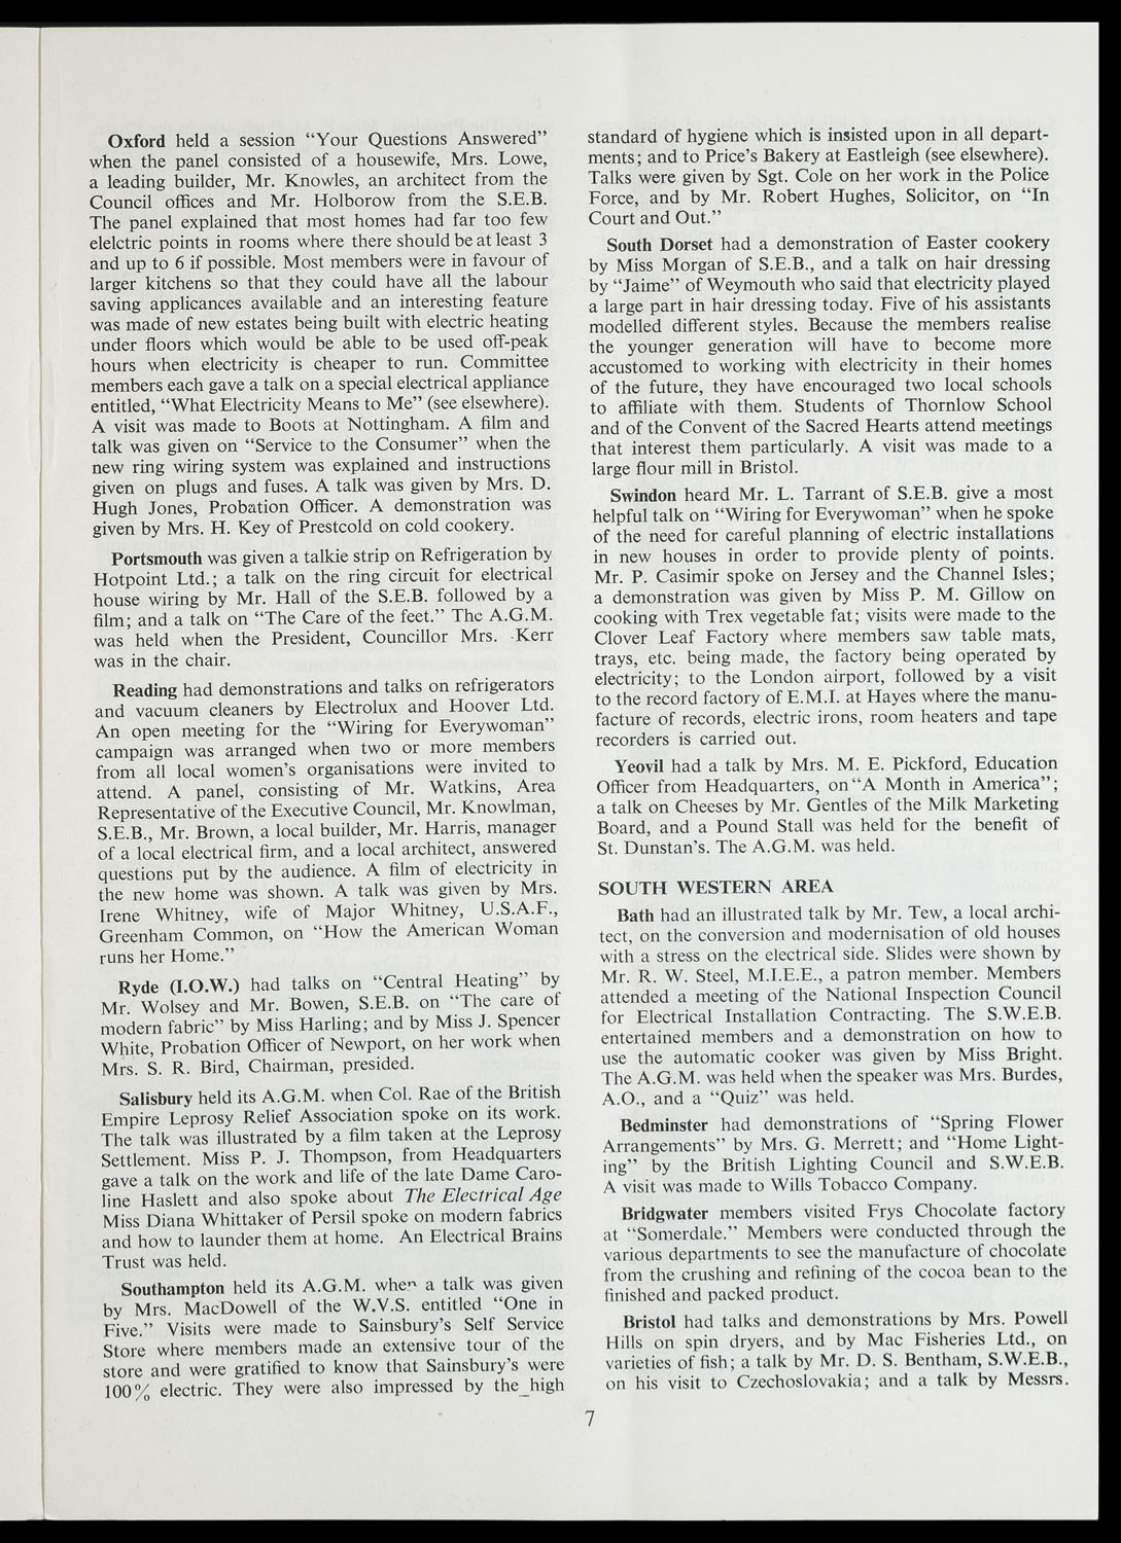 Oxford held a session “Your Questions Answered”
when the panel consisted of a housewife, Mrs. Lowe,
a leading builder, Mr. Knowles, an architect from the
Council offices and Mr. Holborow from the S.E.B.
The panel explained that most homes had far too few
elelctric points in rooms where there should be at least 3
and up to 6 if possible. Most members were in favour of
larger kitchens so that they could have all the labour
saving applicances available and an interesting feature
was made of new estates being built with electric heating
under floors which would be able to be used off-peak
hours when electricity is cheaper to run. Committee
members each gave a talk on a special electrical appliance
entitled, “What Electricity Means to Me” (see elsewhere).
A visit was made to Boots at Nottingham. A film and
talk was given on “Service to the Consumer” when the
new ring wiring system was explained and instructions
given on plugs and fuses. A talk was given by Mrs. D.
Hugh Jones, Probation Officer. A demonstration was
given by Mrs. H. Key of Prestcold on cold cookery.
Portsmouth was given a talkie strip on Refrigeration by
Hotpoint Ltd.; a talk on the ring circuit for electrical
house wiring by Mr. Hall of the S.E.B. followed by a
film; and a talk on “The Care of the feet.” The A.G.M.
was held when the President, Councillor Mrs. Kerr
was in the chair.
Reading had demonstrations and talks on refrigerators
and vacuum cleaners by Electrolux and Hoover Ltd.
An open meeting for the “Wiring for Everywoman”
campaign was arranged when two or more members
from all local women's organisations were invited to
attend. A panel, consisting of Mr. Watkins, Area
Representative of the Executive Council, Mr. Knowlman,
S.E.B., Mr. Brown, a local builder, Mr. Harris, manager
of a local electrical firm, and a local architect, answered
questions put by the audience. A film of electricity in
the new home was shown. A talk was given by Mrs.
Irene Whitney, wife of Major Whitney, U.S.A.F.,
Greenham Common, on “How the American Woman
runs her Home.”
Ryde (I.O.W.) had talks on “Central Heating” by
Mr. Wolsey and Mr. Bowen, S.E.B. on “The care of
modern fabric” by Miss Harling; and by Miss J. Spencer
White, Probation Officer of Newport, on her work when
Mrs. S. R. Bird, Chairman, presided.
Salisbury held its A.G.M. when Col. Rae of the British
Empire Leprosy Relief Association spoke on its work.
The talk was illustrated by a film taken at the Leprosy
Settlement. Miss P. J. Thompson, from Headquarters
gave a talk on the work and life of the late Dame Caro-
line Haslett and also spoke about The Electrical Age
Miss Diana Whittaker of Persil spoke on modern fabrics
and how to launder them at home. An Electrical Brains
Trust was held.
Southampton held its A.G.M. when a talk was given
by Mrs. MacDowell of the W.V.S. entitled “One in
Five.” Visits were made to Sainsbury's Self Service
Store where members made an extensive tour of the
store and were gratified to know that Sainsbury's were
100% electric. They were also impressed by the high
standard of hygiene which is insisted upon in all depart-
ments; and to Price's Bakery at Eastleigh (see elsewhere).
Talks were given by Sgt. Cole on her work in the Police
Force, and by Mr. Robert Hughes, Solicitor, on “In
Court and Out.”
South Dorset had a demonstration of Easter cookery
by Miss Morgan of S.E.B., and a talk on hair dressing
by “Jaime” of Weymouth who said that electricity played
a large part in hair dressing today. Five of his assistants
modelled different styles. Because the members realise
the younger generation will have to become more
accustomed to working with electricity in their homes
of the future, they have encouraged two local schools
to affiliate with them. Students of Thornlow School
and of the Convent of the Sacred Hearts attend meetings
that interest them particularly. A visit was made to a
large flour mill in Bristol.
Swindon heard Mr. L. Tarrant of S.E.B. give a most
helpful talk on “Wiring for Everywoman” when he spoke
of the need for careful planning of electric installations
in new houses in order to provide plenty of points.
Mr. P. Casimir spoke on Jersey and the Channel Isles;
a demonstration was given by Miss P. M. Gillow on
cooking with Trex vegetable fat; visits were made to the
Clover Leaf Factory where members saw table mats,
trays, etc. being made, the factory being operated by
electricity; to the London airport, followed by a visit
to the record factory of E.M.I. at Hayes where the manu-
facture of records, electric irons, room heaters and tape
recorders is carried out.
Yeovil had a talk by Mrs. M. E. Pickford, Education
Officer from Headquarters, on “A Month in America”;
a talk on Cheeses by Mr. Gentles of the Milk Marketing
Board, and a Pound Stall was held for the benefit of
St. Dunstan's. The A.G.M. was held.
SOUTH WESTERN AREA
Bath had an illustrated talk by Mr. Tew, a local archi-
tect, on the conversion and modernisation of old houses
with a stress on the electrical side. Slides were shown by
Mr. R. W. Steel, M.I.E.E., a patron member. Members
attended a meeting of the National Inspection Council
for Electrical Installation Contracting. The S.W.E.B.
entertained members and a demonstration on how to
use the automatic cooker was given by Miss Bright.
The A.G.M. was held when the speaker was Mrs. Burdes,
A.O., and a “Quiz” was held.
Bedminster had demonstrations of “Spring Flower
Arrangements” by Mrs. G. Merrett; and “Home Light-
ing” by the British Lighting Council and S.W.E.B.
A visit was made to Wills Tobacco Company.
Bridgwater members visited Frys Chocolate factory
at “Somerdale.” Members were conducted through the
various departments to see the manufacture of chocolate
from the crushing and refining of the cocoa bean to the
finished and packed product.
Bristol had talks and demonstrations by Mrs. Powell
Hills on spin dryers, and by Mac Fisheries Ltd., on
varieties of fish; a talk by Mr. D. S. Bentham, S.W.E.B.,
on his visit to Czechoslovakia; and a talk by Messrs.
7